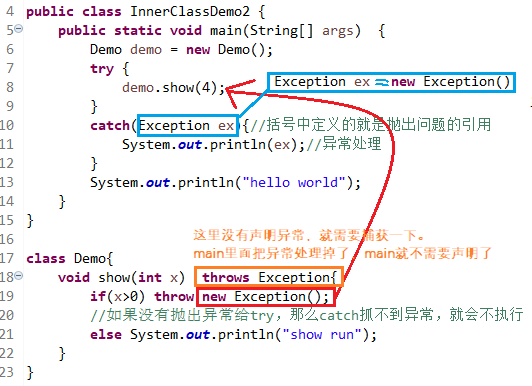 4 public class InnerClassDemo2 {
5 public static void main(String[] args) {
6 Demo demo = new Demo();
7 try {
Exception ex = new Exception()
8 demo.show(4);
9 }
10 catch(Exception ex){//括号中定义的就是抛出问题的引用
11 System.out.println(ex);//异常处理
12 }
13 System.out.println("hello world");
14 }
15 }
16
这里没有声明异常、就需要捕获一下。
main里面把异常处理掉了，main就不需要声明了
17 class Demo{
18 void show(int x) throws Exception{
19 if(x>0) throw new Exception();
20 //如果没有抛出异常给try，那么catch抓不到异常，就会不执行
21 else System.out.println("show run");
22 }
23 }